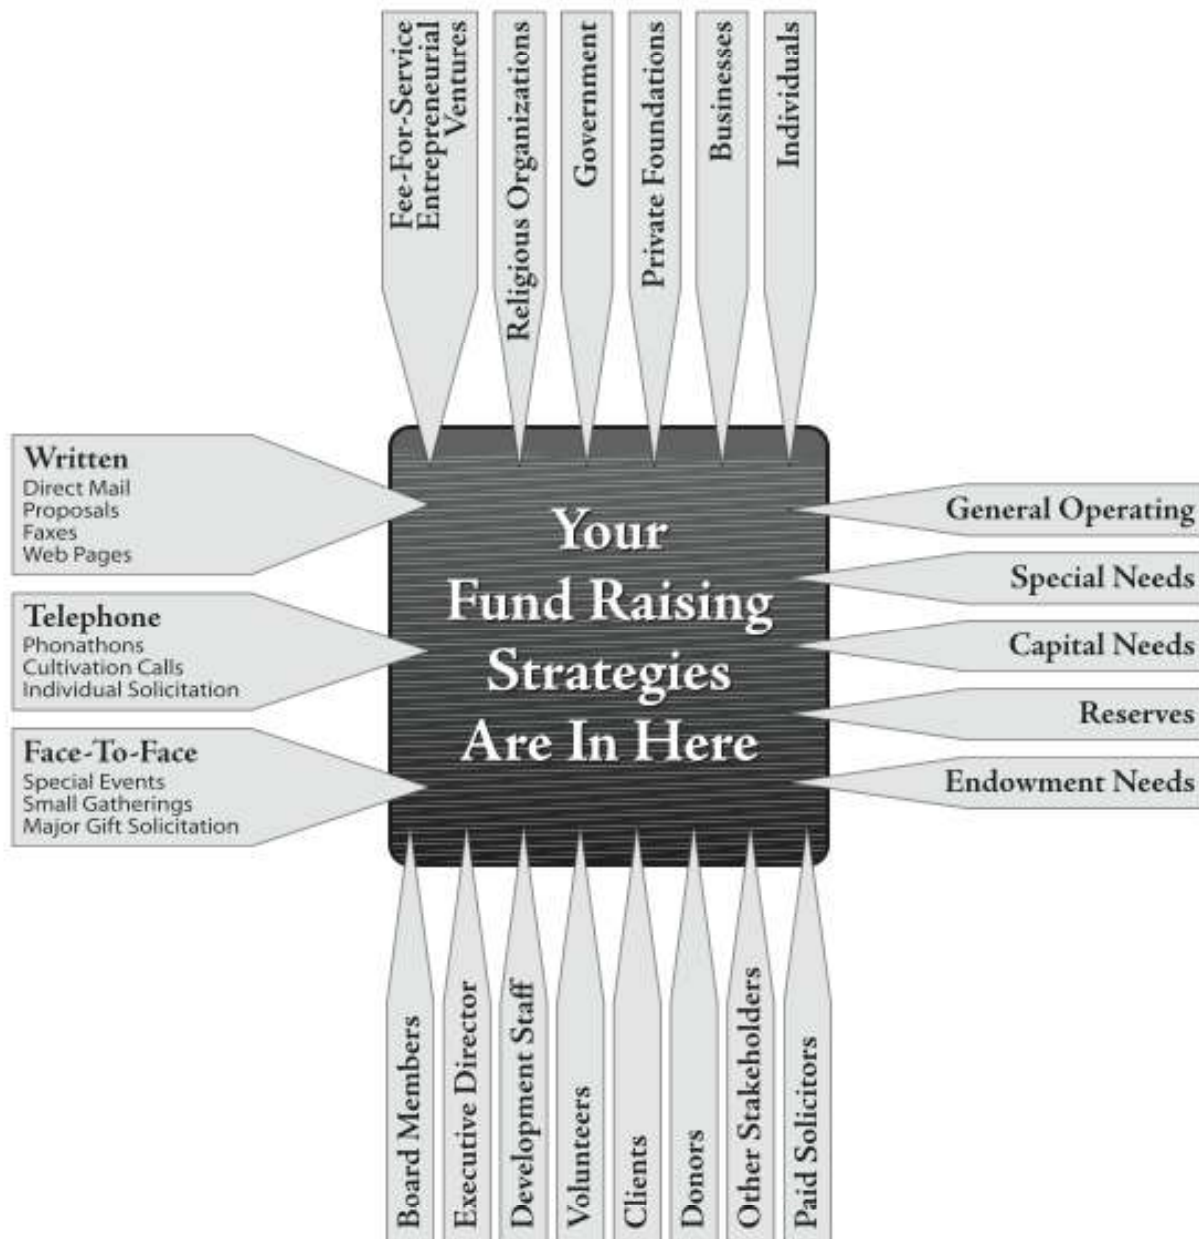 Fee-For-Service
Entrepreneurial
Ventures
Religious Organizations
Government
Private Foundations
Businesses
Individuals
Written
Direct Mail
Proposals
Faxes
Web Pages
Telephone
Phonathons
Cultivation Calls
Individual Solicitation
Face-To-Face
Special Events
Small Gatherings
Major Gift Solicitation
Your
Fund Raising
Strategies
Are In Here
General Operating
Special Needs
Capital Needs
Reserves
Endowment Needs
Board Members
Executive Director
Development Staff
Volunteers
Clients
Donors
Other Stakeholders
Paid Solicitors